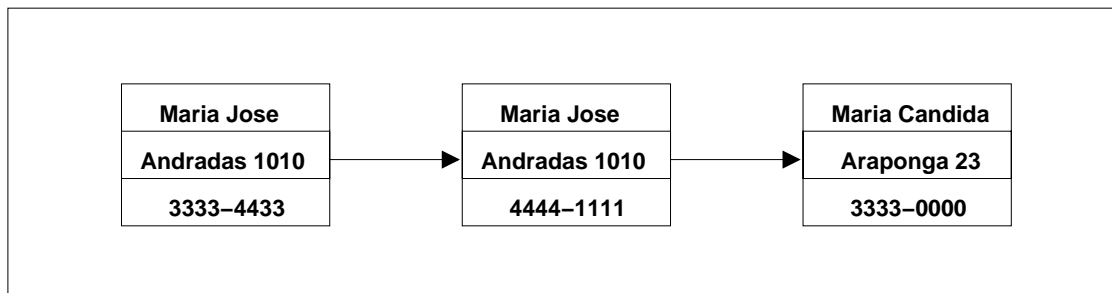 Maria Jose
Andradas 1010
3333–4433
Maria Jose
Andradas 1010
4444–1111
Maria Candida
Araponga 23
3333–0000